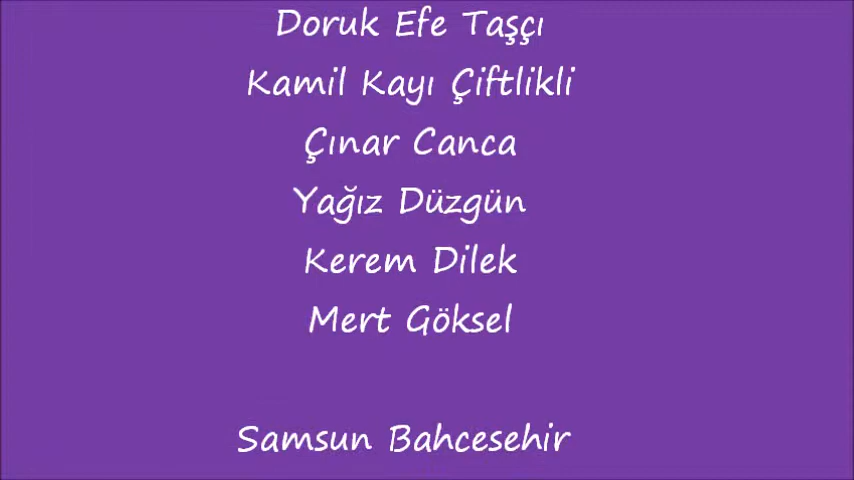 Doruk Efe Taşçı
Kamil Kayı Çiftlikli
Çınar Canca
Yağız Düzgün
Kerem Dilek
Mert Göksel
Samsun Bahcesehir